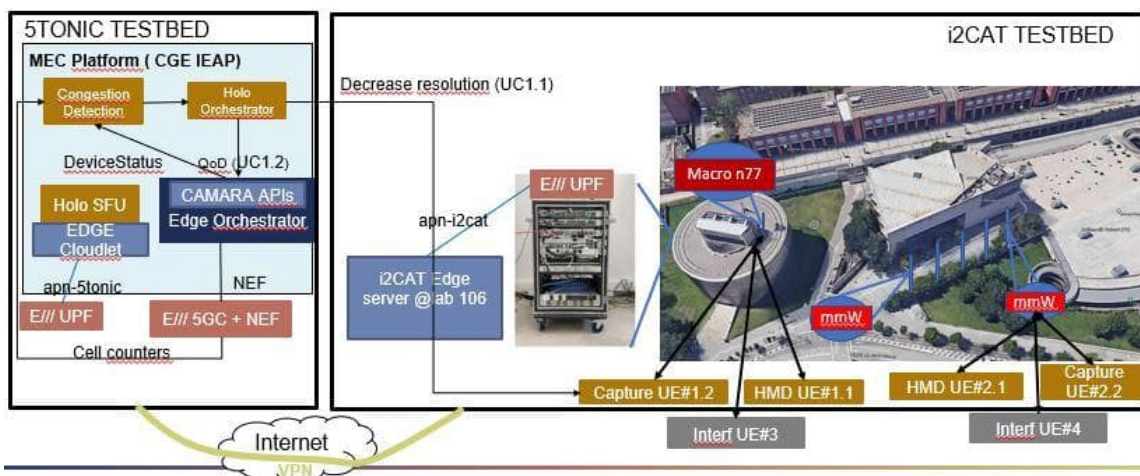 5TONIC TESTBED
i2CAT TESTBED
MEC Platform ( CGE IEAP)
Congestion
Detection
Holo
Orchestrator
Decrease resolution (UC1.1)
DeviceStatus
QoD (UC1.2)
CAMARA APIs
Edge Orchestrator
Holo SFU
EDGE
Cloudlet
apn-5tonic
NEF
E/// UPF
E/// 5GC + NEF
Cell counters
E/// UPF
apn-i2cat
i2CAT Edge
server @ ab 106
Macro n77
mmW
mmW
Capture UE#1.2
HMD UE#1.1
HMD UE#2.1
Capture
UE#2.2
Interf UE#3
Interf UE#4
Internet
VPN